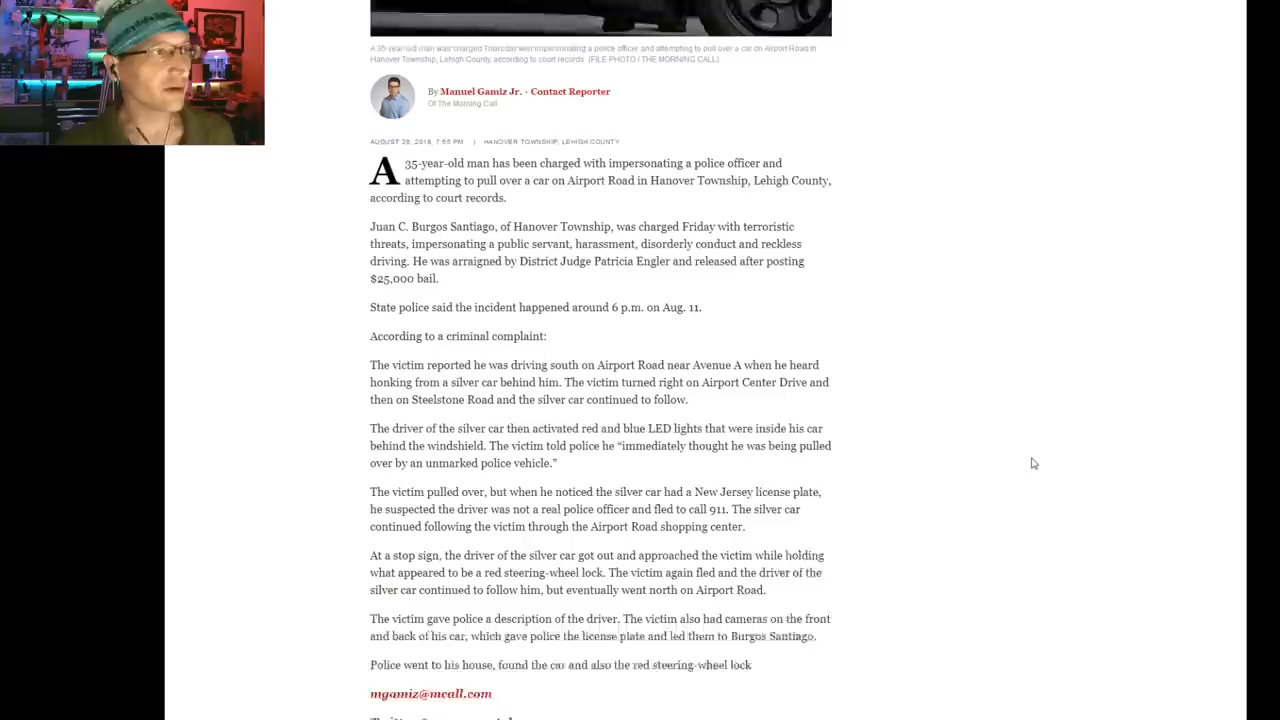 A 35-year-old man was charged Thursday with impersonating a police officer and attempting to pull over a car on Airport Road in
Hanover Township, Lehigh County, according to court records (FILE PHOTO / THE MORNING CALL)
By Manuel Gamiz Jr. · Contact Reporter
Of The Morning Call
AUGUST 28, 2018, 7:55 PM | HANOVER TOWNSHIP, LEHIGH COUNTY
A 35-year-old man has been charged with impersonating a police officer and
attempting to pull over a car on Airport Road in Hanover Township, Lehigh County,
according to court records.
Juan C. Burgos Santiago, of Hanover Township, was charged Friday with terroristic
threats, impersonating a public servant, harassment, disorderly conduct and reckless
driving. He was arraigned by District Judge Patricia Engler and released after posting
$25,000 bail.
State police said the incident happened around 6 p.m. on Aug. 11.
According to a criminal complaint:
The victim reported he was driving south on Airport Road near Avenue A when he heard
honking from a silver car behind him. The victim turned right on Airport Center Drive and
then on Steelstone Road and the silver car continued to follow.
The driver of the silver car then activated red and blue LED lights that were inside his car
behind the windshield. The victim told police he “immediately thought he was being pulled
over by an unmarked police vehicle.”
The victim pulled over, but when he noticed the silver car had a New Jersey license plate,
he suspected the driver was not a real police officer and fled to call 911. The silver car
continued following the victim through the Airport Road shopping center.
At a stop sign, the driver of the silver car got out and approached the victim while holding
what appeared to be a red steering-wheel lock. The victim again fled and the driver of the
silver car continued to follow him, but eventually went north on Airport Road.
The victim gave police a description of the driver. The victim also had cameras on the front
and back of his car, which gave police the license plate and led them to Burgos Santiago.
Police went to his house, found the car and also the red steering-wheel lock
mgamiz@mcall.com